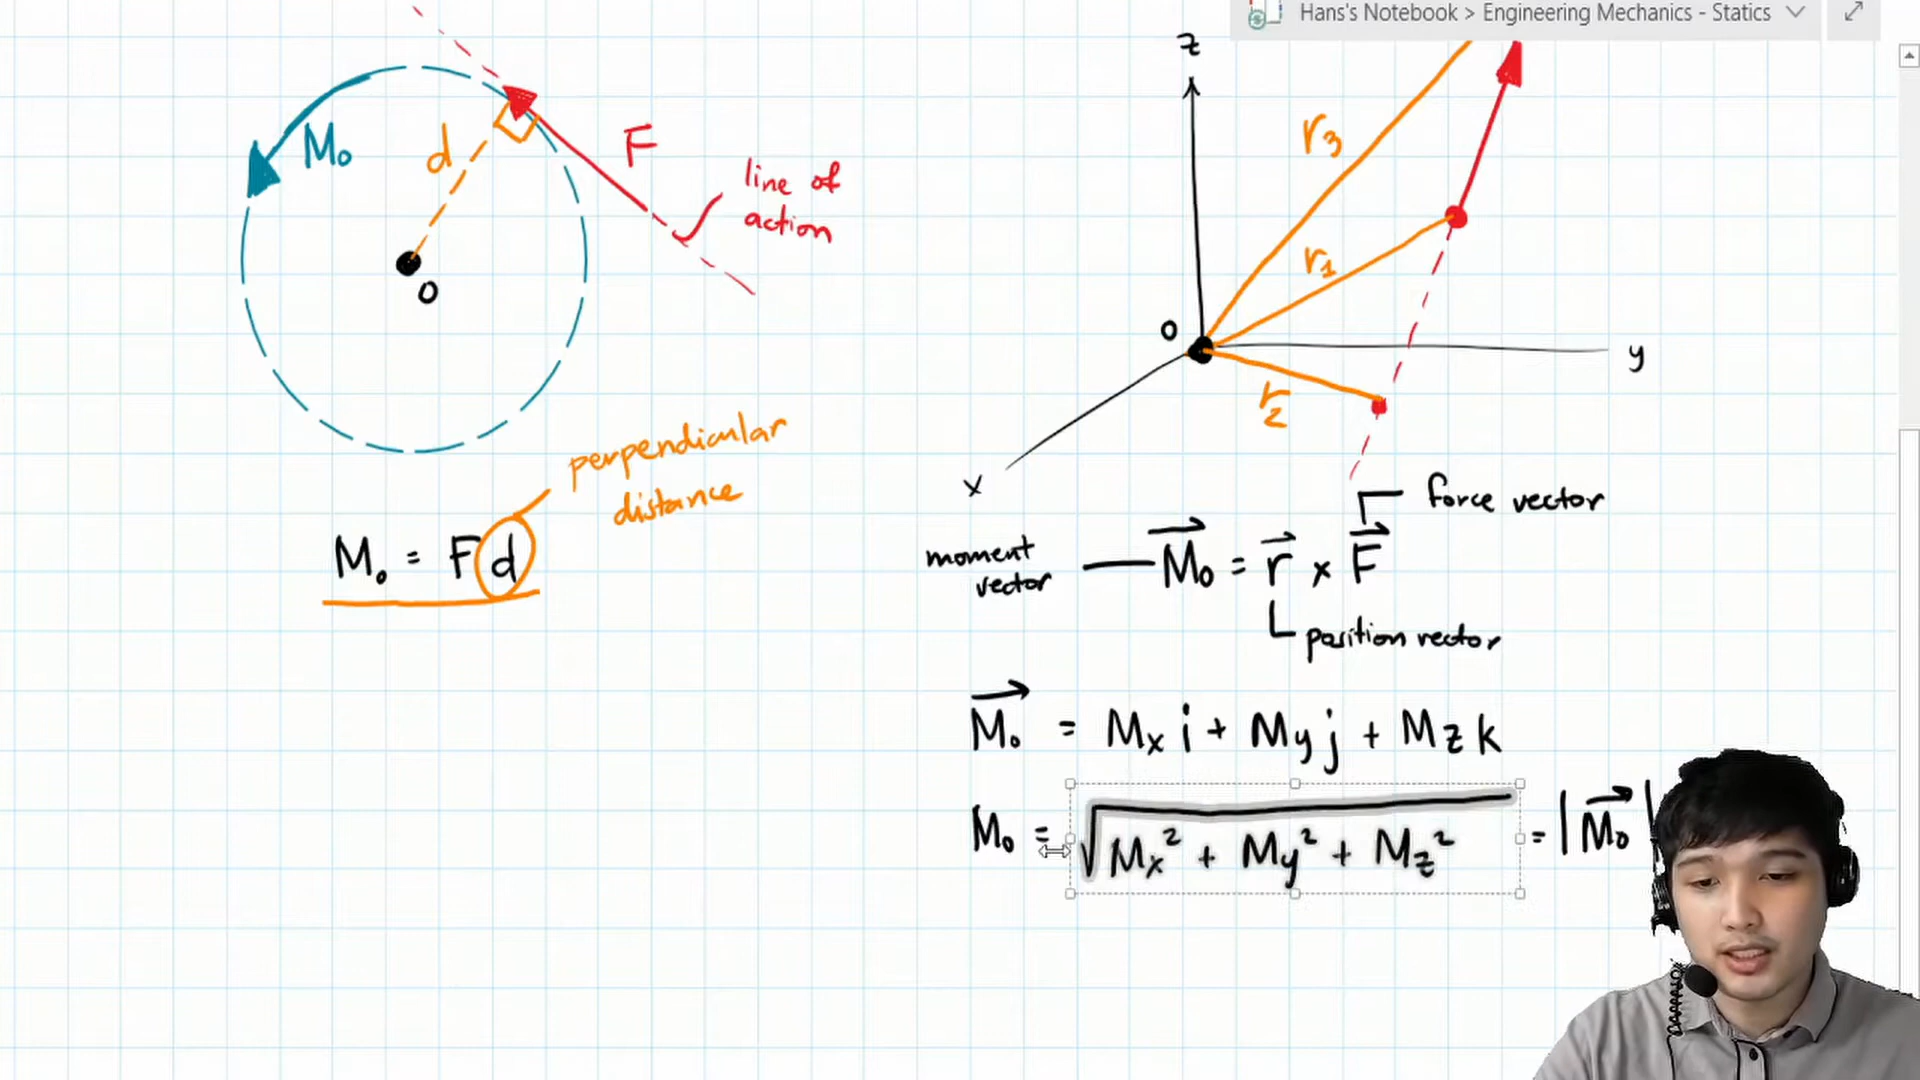 Hans's Notebook > Engineering Mechanics - Statics
Mo
d
F
line of
action
O
perpendicular
distance
Mo = Fd
z
r3
r1
O
y
r2
x
force vector
moment
vector
Mo = r x F
position vector
Mo = Mx i + My j + Mz k
Mo = √Mx² + My² + Mz² = |Mo|